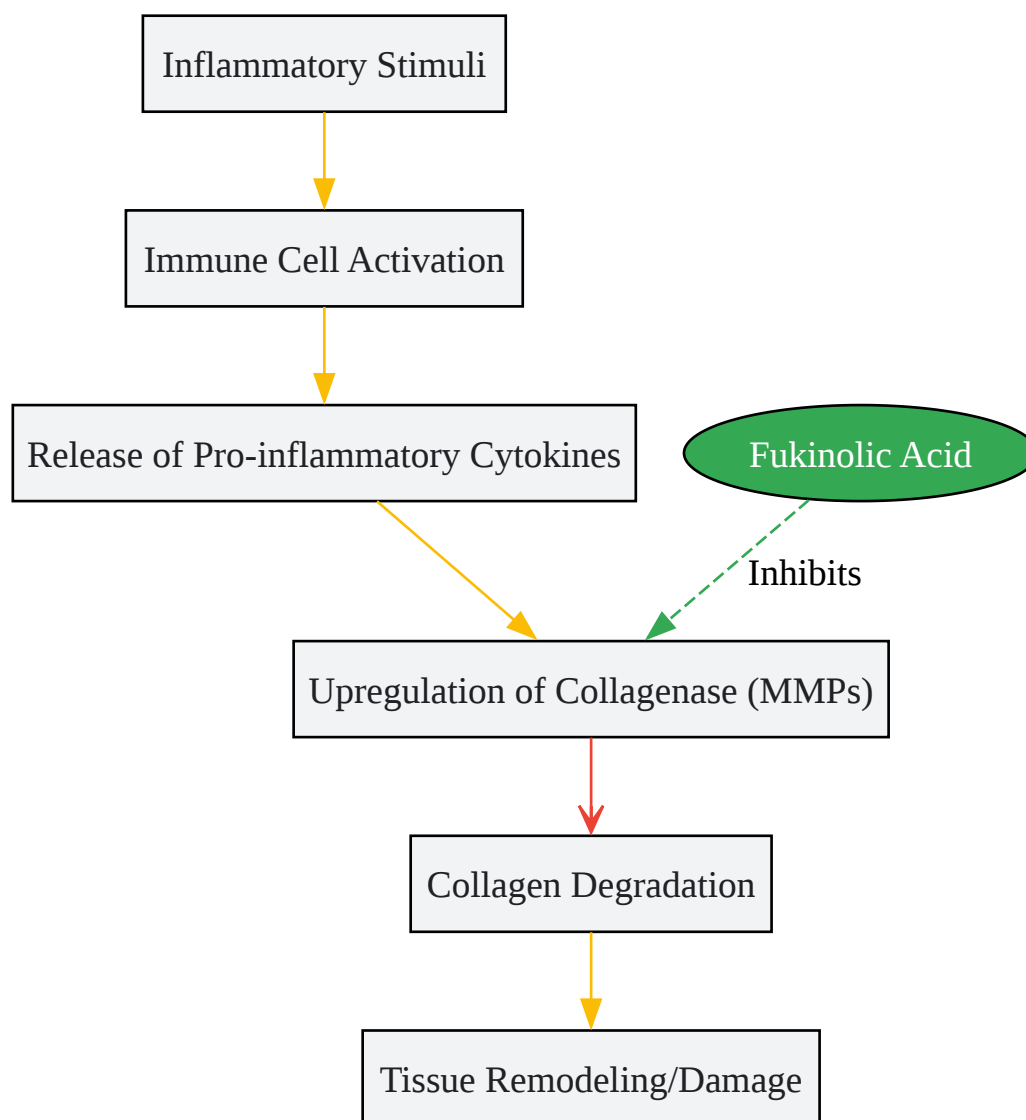 Inflammatory Stimuli
Immune Cell Activation
Release of Pro-inflammatory Cytokines
Fukinolic Acid
Inhibits
Upregulation of Collagenase (MMPs)
Collagen Degradation
Tissue Remodeling/Damage